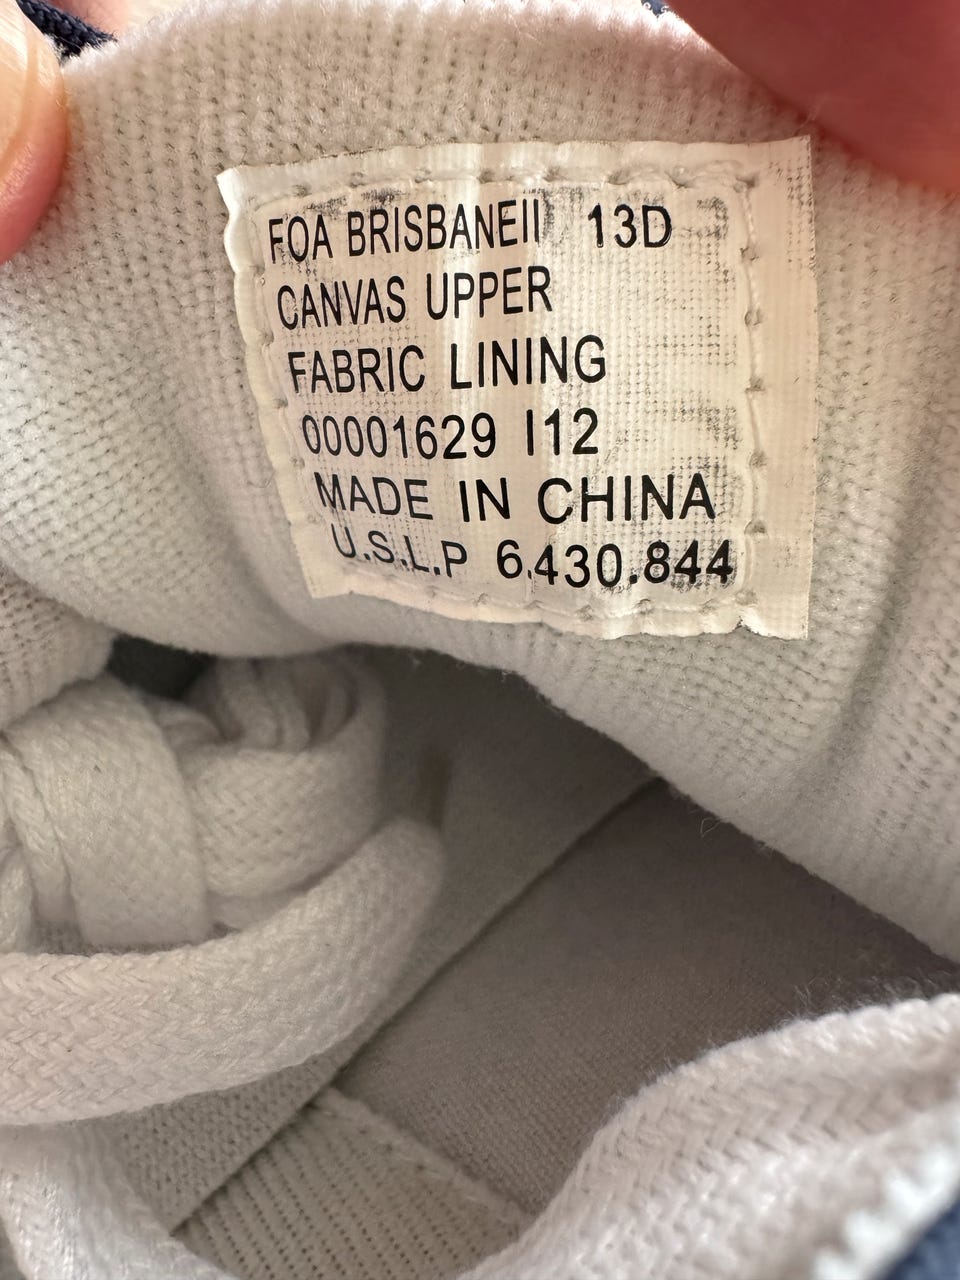 FOA BRISBANEII 13D
CANVAS UPPER
FABRIC LINING
00001629 I12
MADE IN CHINA
U.S.L.P 6.430.844